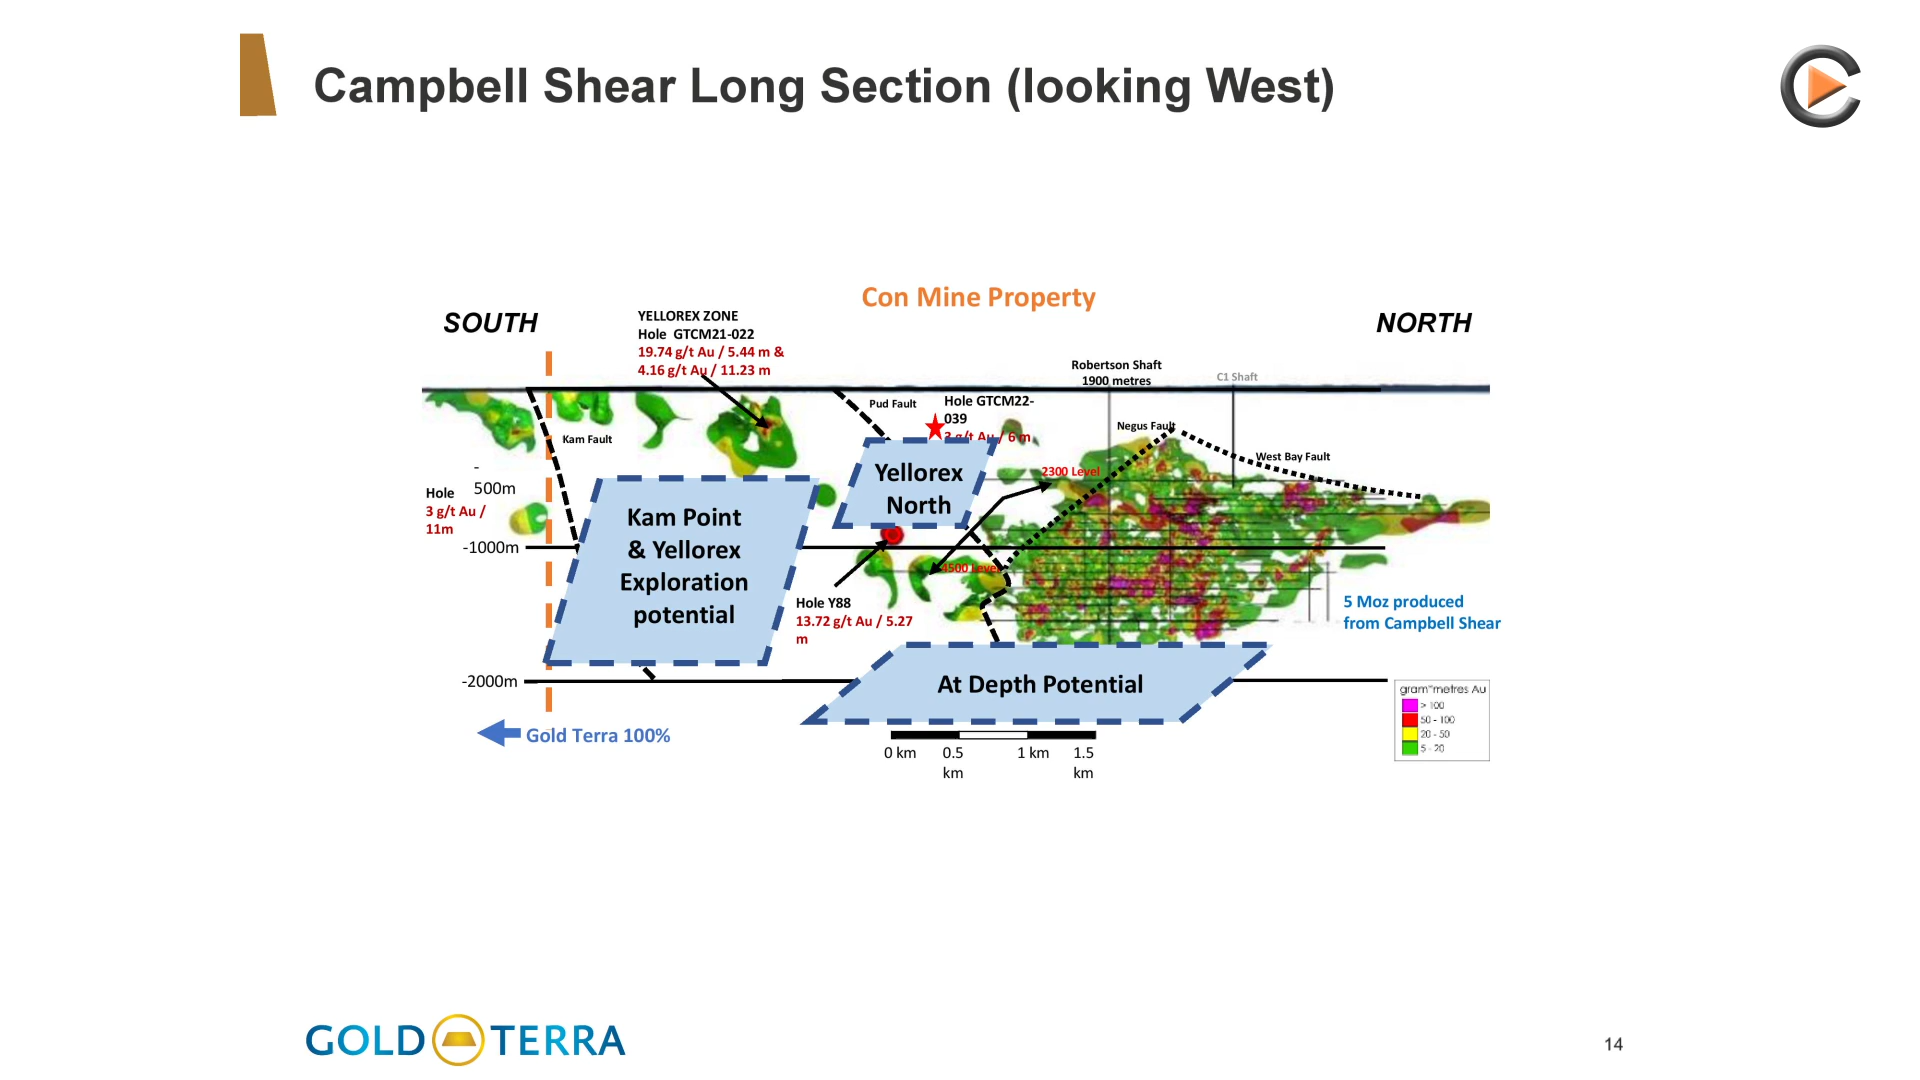 Campbell Shear Long Section (looking West)
Con Mine Property
SOUTH
NORTH
YELLOREX ZONE
Hole GTCM21-022
19.74 g/t Au / 5.44 m &
4.16 g/t Au / 11.23 m
Robertson Shaft
1900 metres
C1 Shaft
Pud Fault
Hole GTCM22-
039
3 g/t Au / 6 m
Kam Fault
Negus Fault
West Bay Fault
2300 Level
-
500m
Hole
3 g/t Au /
11m
Yellorex
North
Kam Point
& Yellorex
Exploration
potential
-1000m
4500 Level
Hole Y88
13.72 g/t Au / 5.27
m
5 Moz produced
from Campbell Shear
At Depth Potential
-2000m
gram*metres Au
> 100
50 - 100
20 - 50
5 - 20
Gold Terra 100%
0 km
0.5
km
1 km
1.5
km
GOLD TERRA
14